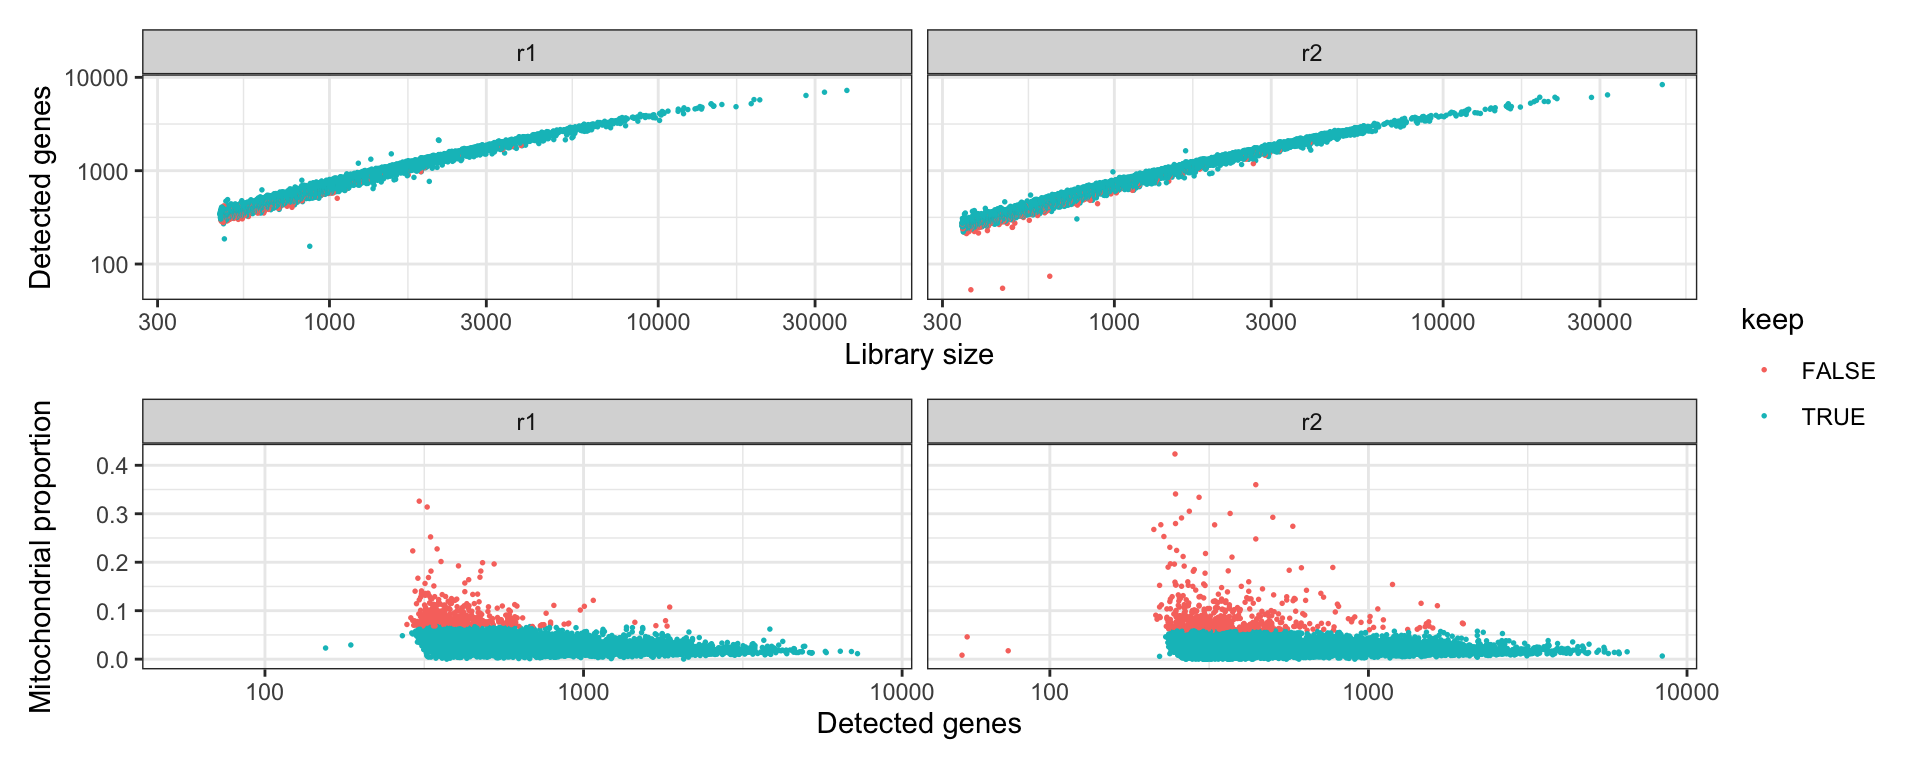 r1 r2
Detected genes
10000
1000
100
300 1000 3000 10000 30000 300 1000 3000 10000 30000
Library size
r1 r2
Mitochondrial proportion
0.4
0.3
0.2
0.1
0.0
100 1000 10000 100 1000 10000
Detected genes
keep
FALSE
TRUE